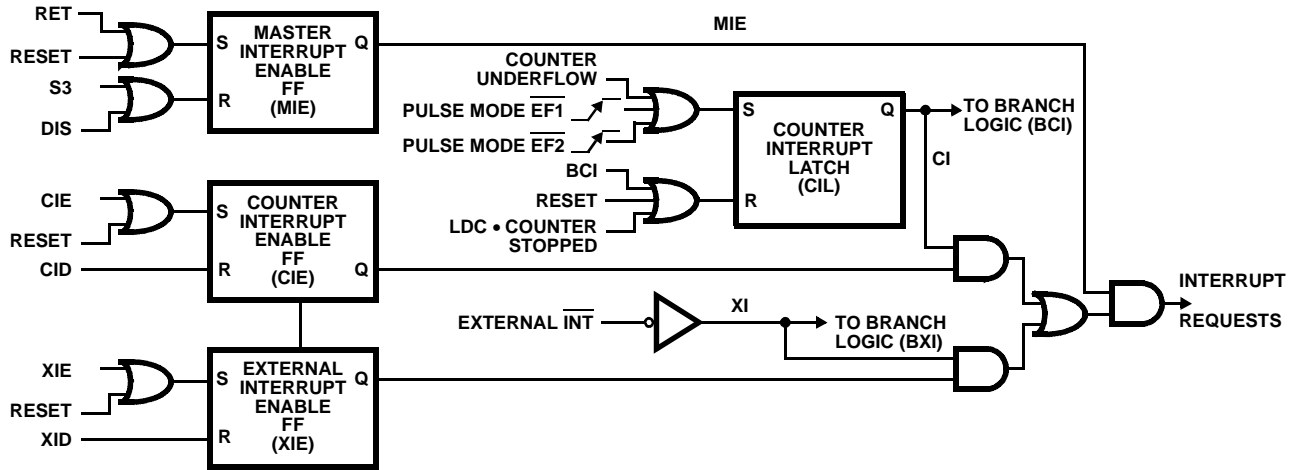 RET
RESET
S3
DIS
S
R
Q
MASTER
INTERRUPT
ENABLE
FF
(MIE)
MIE
COUNTER
UNDERFLOW
PULSE MODE EF1
PULSE MODE EF2
BCI
RESET
LDC • COUNTER
STOPPED
S
R
Q
COUNTER
INTERRUPT
LATCH
(CIL)
TO BRANCH
LOGIC (BCI)
CI
CIE
RESET
CID
S
R
Q
COUNTER
INTERRUPT
ENABLE
FF
(CIE)
EXTERNAL INT
XI
TO BRANCH
LOGIC (BXI)
INTERRUPT
REQUESTS
XIE
RESET
XID
S
R
Q
EXTERNAL
INTERRUPT
ENABLE
FF
(XIE)